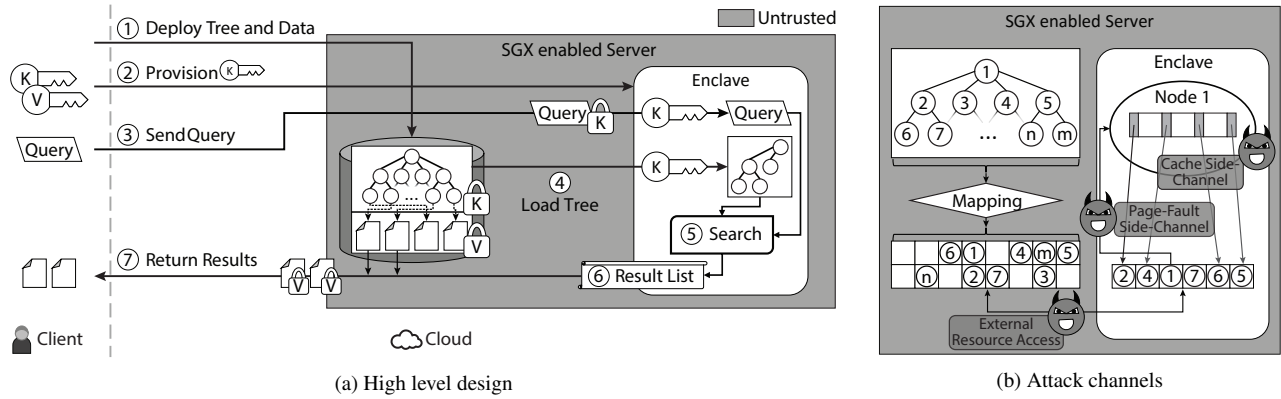 Untrusted
① Deploy Tree and Data
SGX enabled Server
② Provision K
K
V
Enclave
Query
K
K
Query
③ Send Query
Query
K
④
Load Tree
...
K
V
⑤ Search
⑦ Return Results
V
V
⑥ Result List
Client
Cloud
(a) High level design
SGX enabled Server
Enclave
1
2 3 4 5
6 7 ... n m
Node 1
Cache Side-
Channel
Mapping
Page-Fault
Side-Channel
6 1 4 m 5
n 2 7 3
2 4 1 7 6 5
External
Resource Access
(b) Attack channels